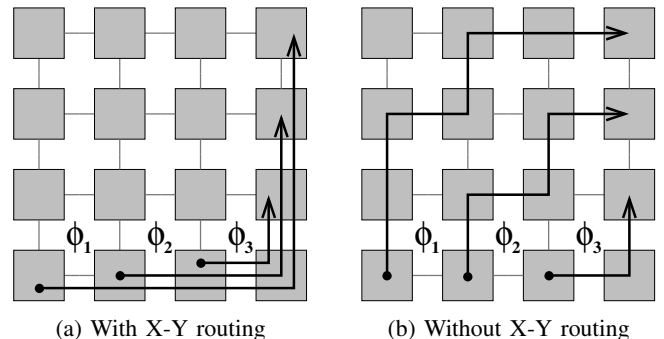 ϕ1 ϕ2 ϕ3 ϕ1 ϕ2 ϕ3
(a) With X-Y routing (b) Without X-Y routing